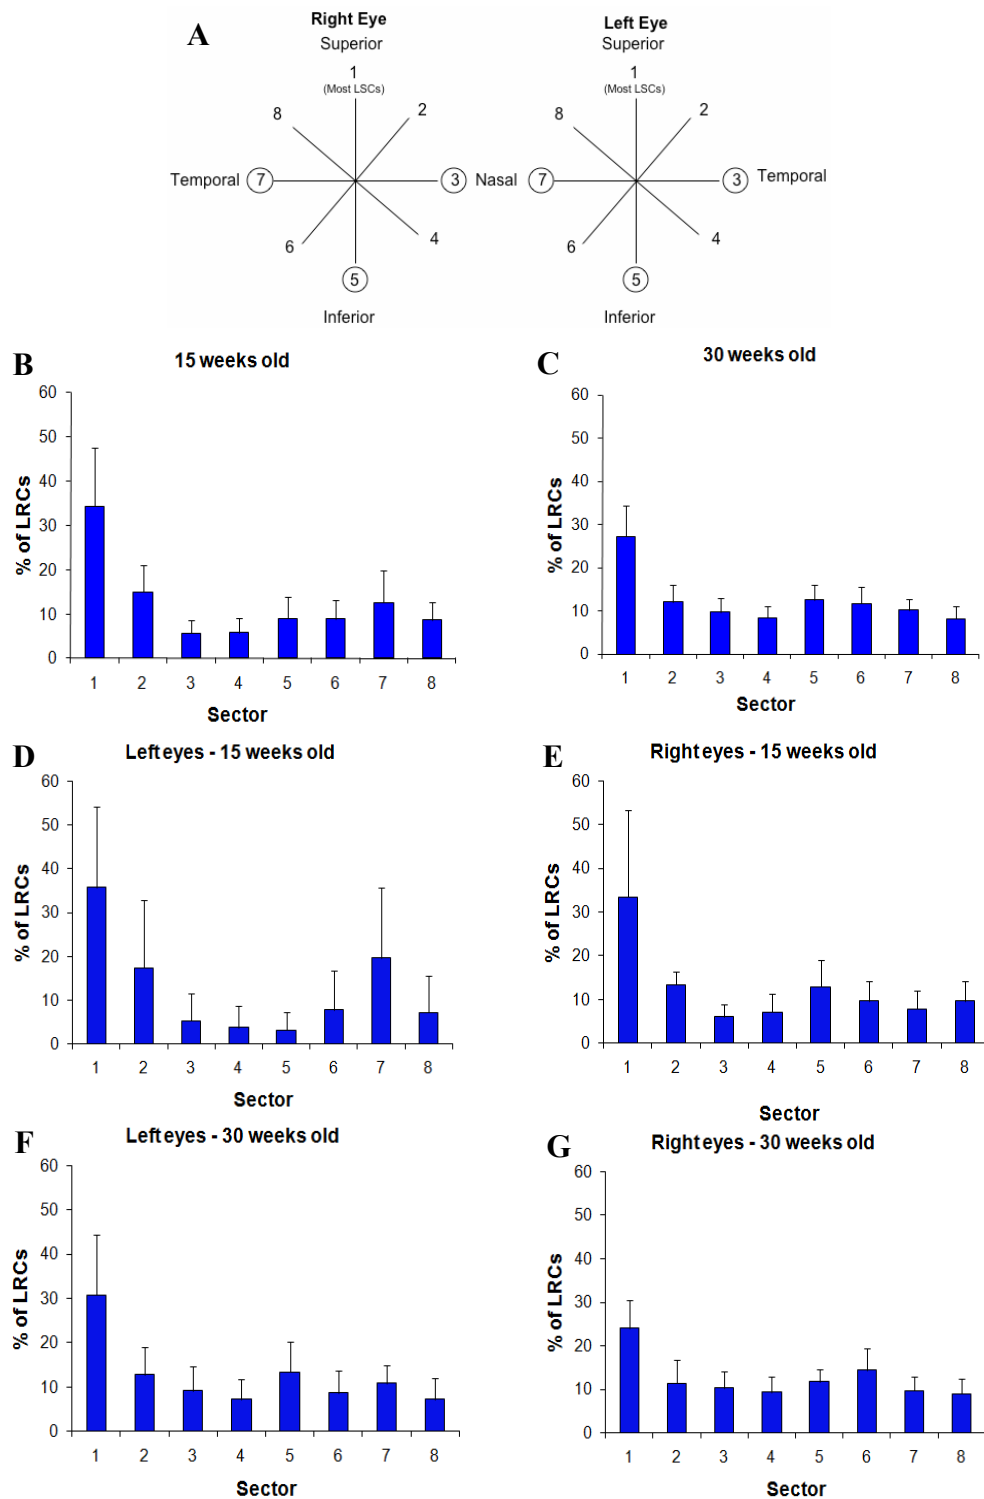 A
Right Eye
Left Eye
Superior
Superior
1
1
(Most LSCs)
(Most LSCs)
8
2
8
2
Temporal
7
3
Nasal
7
3
Temporal
6
4
6
4
5
5
Inferior
Inferior
B
15 weeks old
60
50
40
30
20
10
0
% of LRCs
1 2 3 4 5 6 7 8
Sector
C
30 weeks old
60
50
40
30
20
10
0
% of LRCs
1 2 3 4 5 6 7 8
Sector
D
Left eyes - 15 weeks old
60
50
40
30
20
10
0
% of LRCs
1 2 3 4 5 6 7 8
Sector
E
Right eyes - 15 weeks old
60
50
40
30
20
10
0
% of LRCs
1 2 3 4 5 6 7 8
Sector
F
Left eyes - 30 weeks old
60
50
40
30
20
10
0
% of LRCs
1 2 3 4 5 6 7 8
Sector
G
Right eyes - 30 weeks old
60
50
40
30
20
10
0
% of LRCs
1 2 3 4 5 6 7 8
Sector